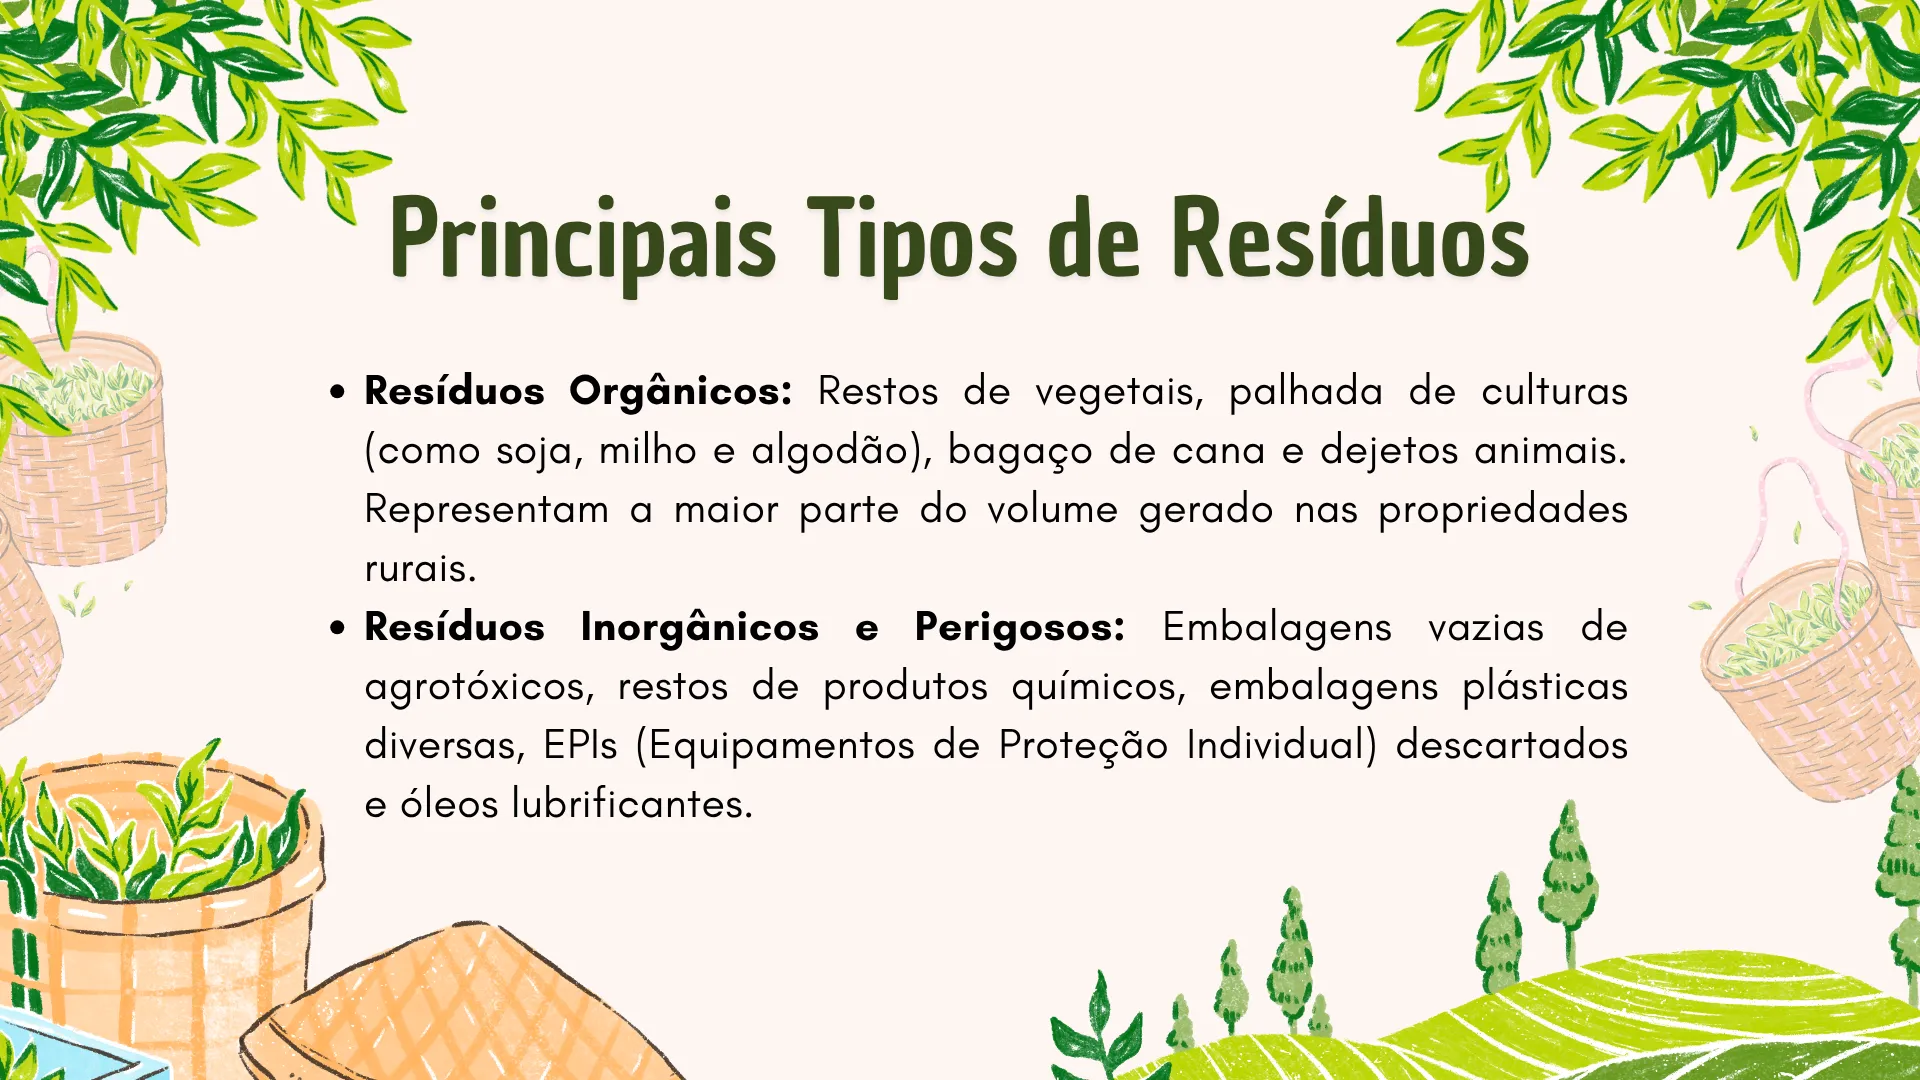 Principais Tipos de Resíduos
• Resíduos Orgânicos: Restos de vegetais, palhada de culturas
(como soja, milho e algodão), bagaço de cana e dejetos animais.
Representam a maior parte do volume gerado nas propriedades
rurais.
• Resíduos Inorgânicos e Perigosos: Embalagens vazias de
agrotóxicos, restos de produtos químicos, embalagens plásticas
diversas, EPIs (Equipamentos de Proteção Individual) descartados
e óleos lubrificantes.